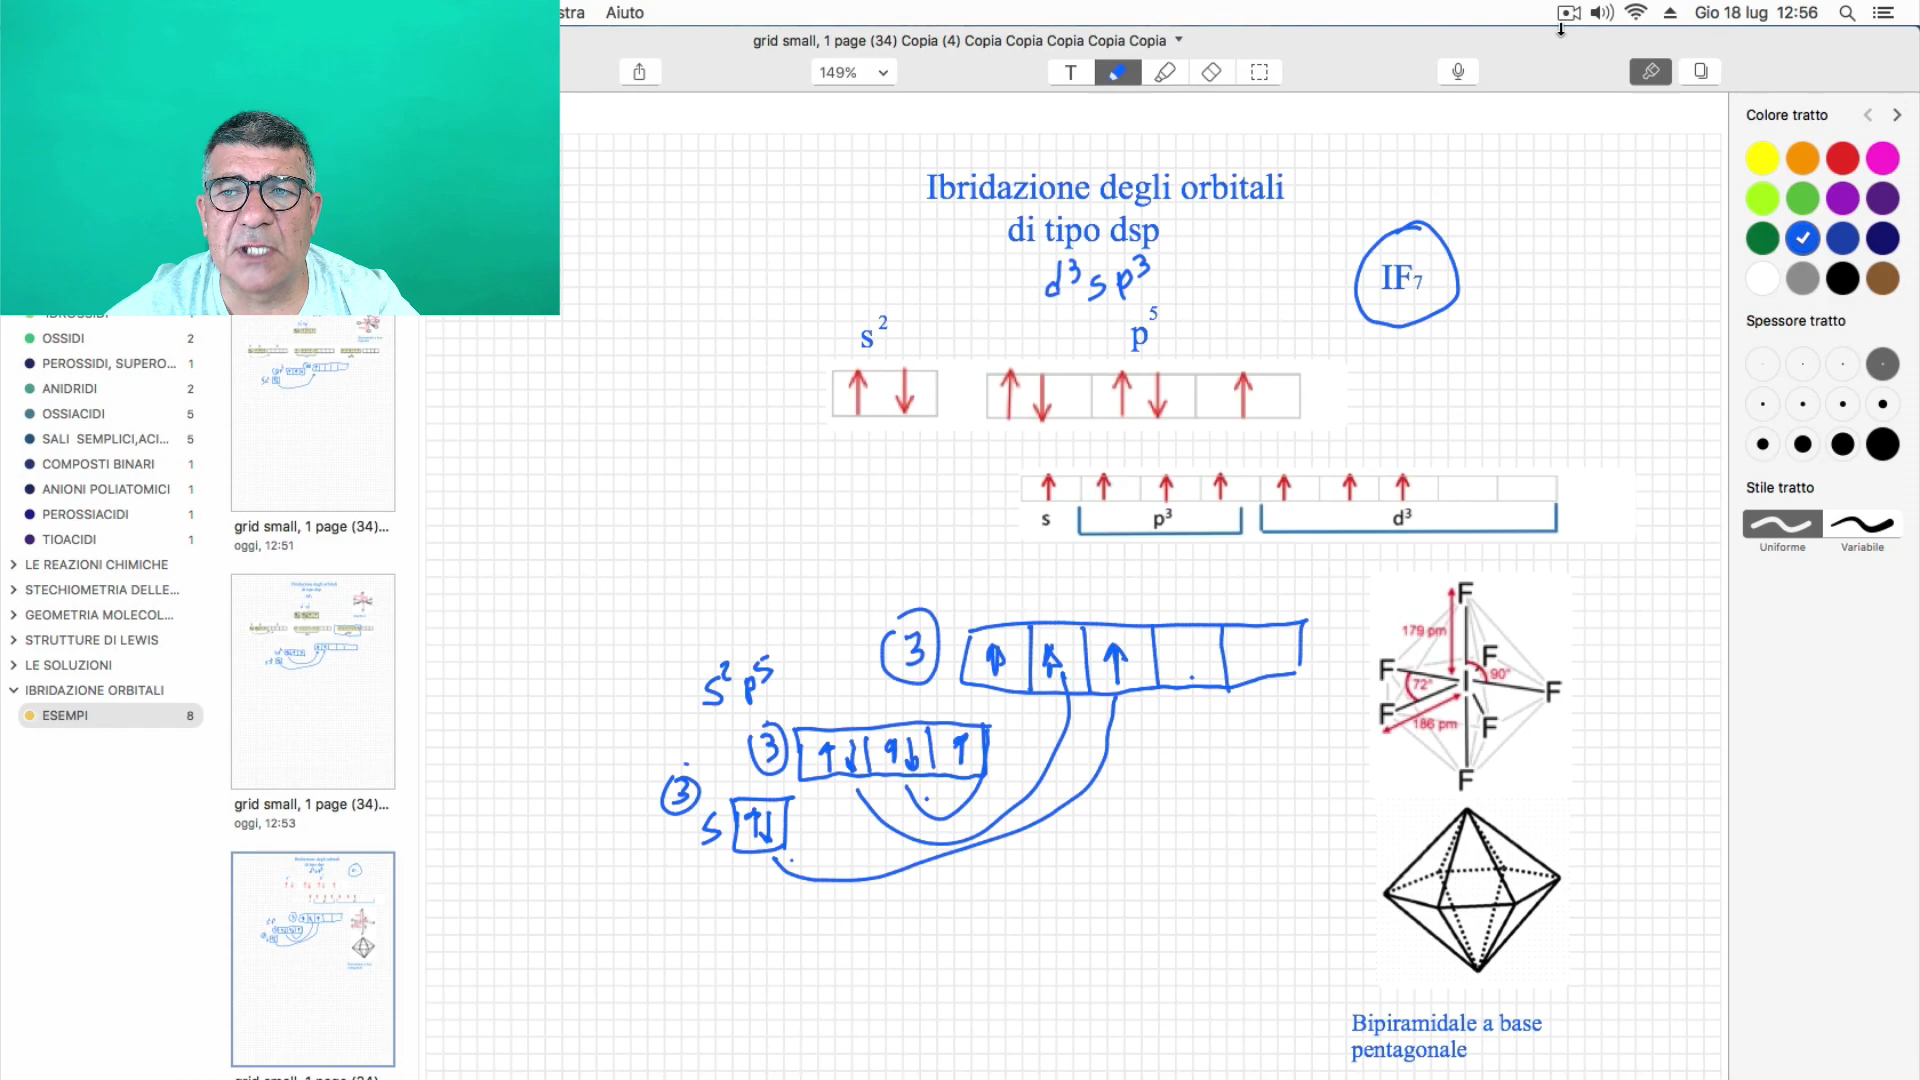 stra Aiuto
Gio 18 lug 12:56
grid small, 1 page (34) Copia (4) Copia Copia Copia Copia Copia
149%
T
IDROSSIDI
OSSIDI 2
PEROSSIDI, SUPERO... 1
ANIDRIDI 2
OSSIACIDI 5
SALI SEMPLICI,ACI... 5
COMPOSTI BINARI 1
ANIONI POLIATOMICI 1
PEROSSIACIDI 1
TIOACIDI 1
LE REAZIONI CHIMICHE
STECHIOMETRIA DELLE...
GEOMETRIA MOLECOL...
STRUTTURE DI LEWIS
LE SOLUZIONI
IBRIDAZIONE ORBITALI
ESEMPI 8
grid small, 1 page (34)...
oggi, 12:51
grid small, 1 page (34)...
oggi, 12:53
Ibridazione degli orbitali
di tipo dsp
d³sp³
IF₇
s² p⁵
↑ ↓ ↑ ↓ ↑ ↓ ↑
↑ ↑ ↑ ↑ ↑ ↑ ↑
s p³ d³
3 ↑ ↑ ↑
s² p⁵
3 ↑↓ ↑↓ ↑
3
s ↑↓
F
179 pm
F F
90°
72° I F
F
186 pm F
F
Bipiramidale a base
pentagonale
Colore tratto
Spessore tratto
Stile tratto
Uniforme Variabile